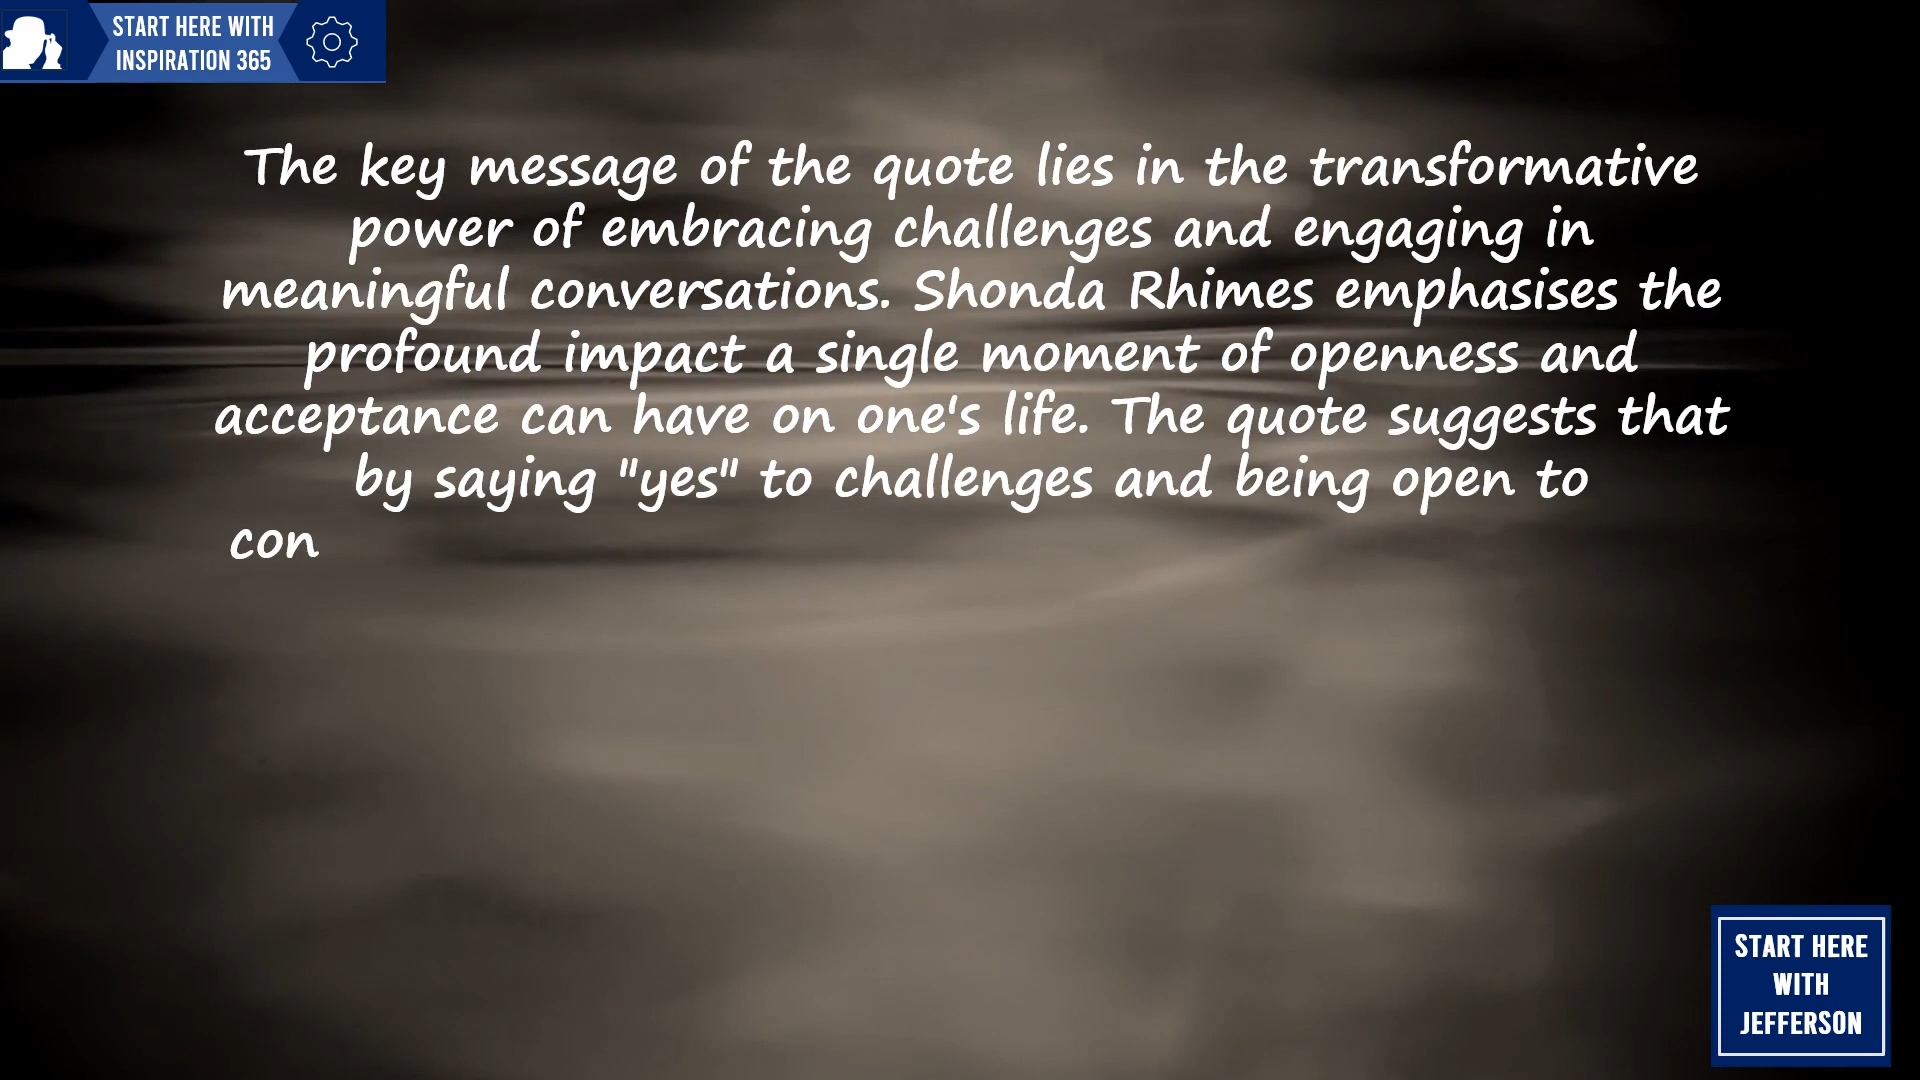 START HERE WITH
INSPIRATION 365
The key message of the quote lies in the transformative
power of embracing challenges and engaging in
meaningful conversations. Shonda Rhimes emphasises the
profound impact a single moment of openness and
acceptance can have on one's life. The quote suggests that
by saying "yes" to challenges and being open to
con
START HERE
WITH
JEFFERSON